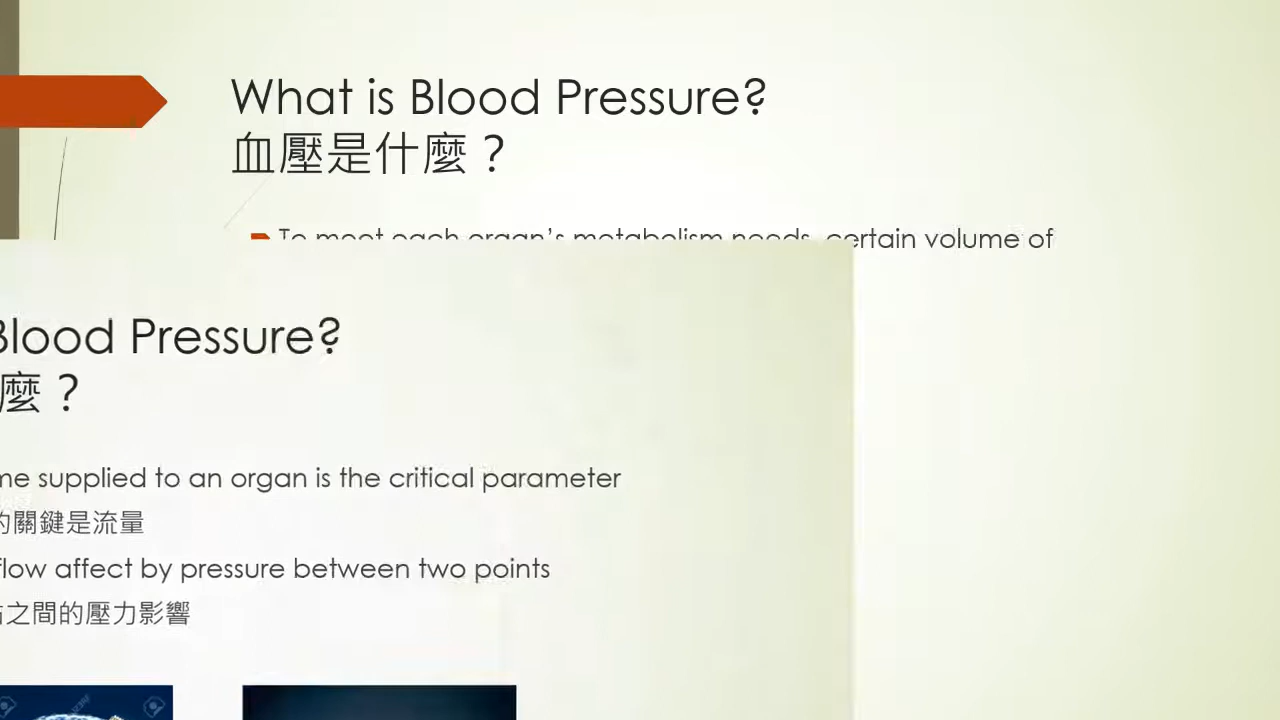 What is Blood Pressure?
血壓是什麼？
To meet each organ’s metabolism needs, certain volume of
Blood Pressure?
麼？
me supplied to an organ is the critical parameter
的關鍵是流量
flow affect by pressure between two points
之間的壓力影響